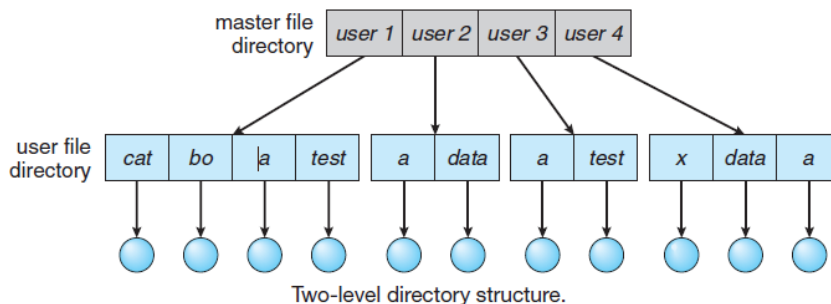 master file
directory
user 1 user 2 user 3 user 4
user file
directory
cat bo a test a data a test x data a
Two-level directory structure.